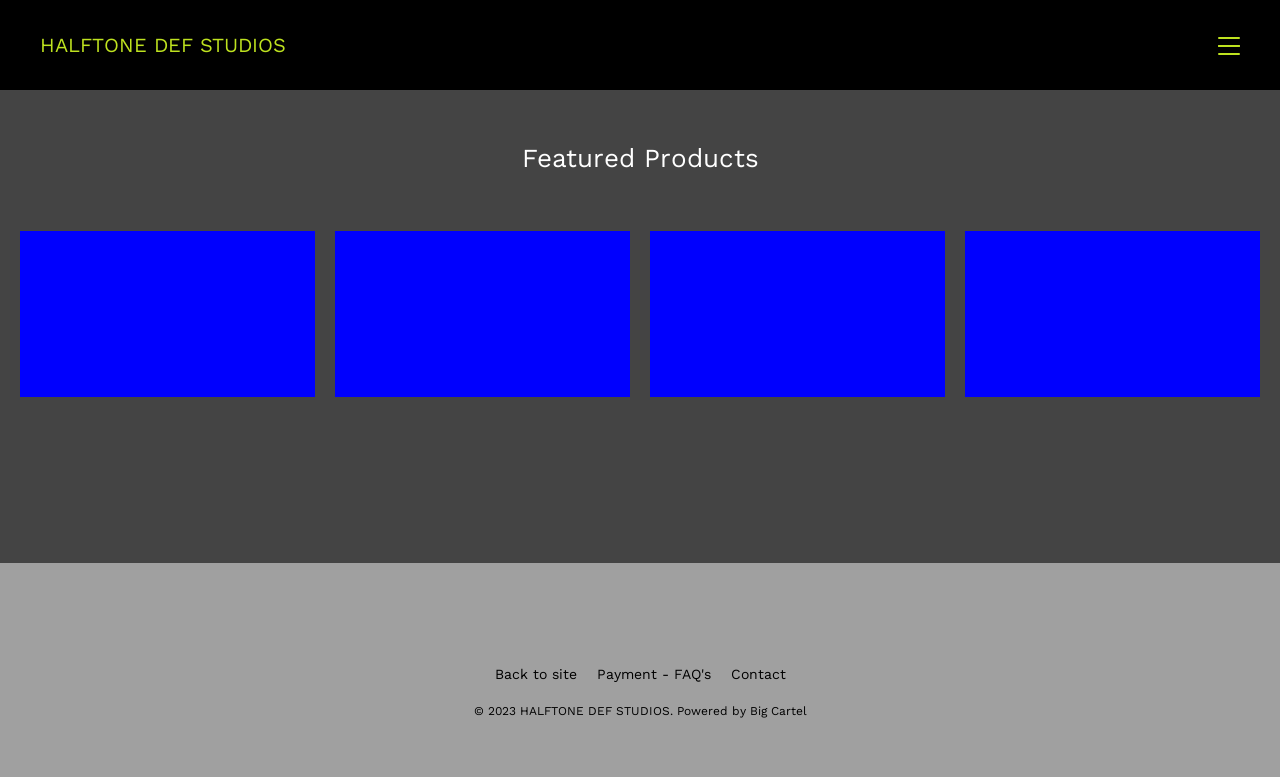 HALFTONE DEF STUDIOS
Featured Products
Back to site Payment - FAQ's Contact
© 2023 HALFTONE DEF STUDIOS. Powered by Big Cartel